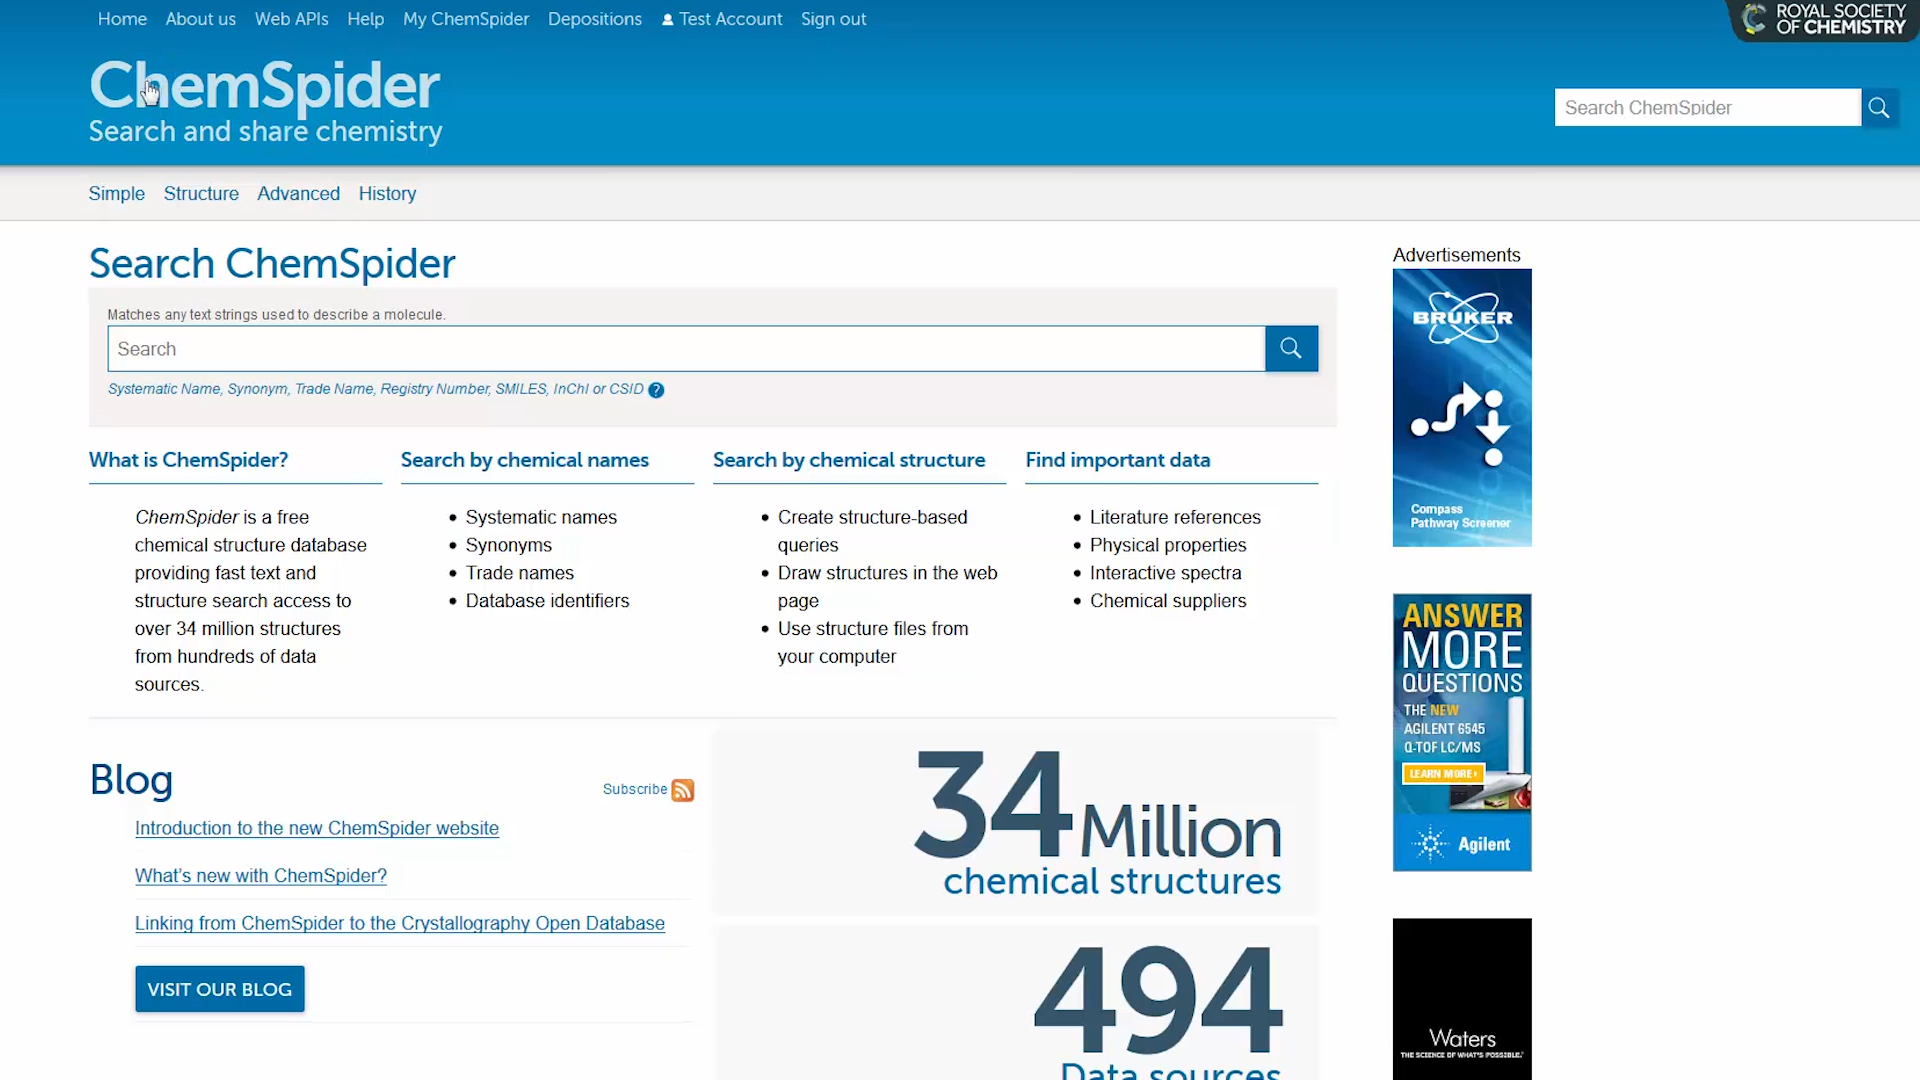 Home About us Web APIs Help My ChemSpider Depositions Test Account Sign out
ROYAL SOCIETY
OF CHEMISTRY
ChemSpider
Search and share chemistry
Search ChemSpider
Simple Structure Advanced History
Search ChemSpider
Matches any text strings used to describe a molecule.
Search
Systematic Name, Synonym, Trade Name, Registry Number, SMILES, InChI or CSID ?
What is ChemSpider?
ChemSpider is a free
chemical structure database
providing fast text and
structure search access to
over 34 million structures
from hundreds of data
sources.
Search by chemical names
• Systematic names
• Synonyms
• Trade names
• Database identifiers
Search by chemical structure
• Create structure-based
queries
• Draw structures in the web
page
• Use structure files from
your computer
Find important data
• Literature references
• Physical properties
• Interactive spectra
• Chemical suppliers
Blog
Subscribe
Introduction to the new ChemSpider website
What's new with ChemSpider?
Linking from ChemSpider to the Crystallography Open Database
VISIT OUR BLOG
34 Million
chemical structures
494
Data sources
Advertisements
BRUKER
Compass
Pathway Screener
ANSWER
MORE
QUESTIONS
THE NEW
AGILENT 6545
Q-TOF LC/MS
LEARN MORE
Agilent
Waters
THE SCIENCE OF WHAT'S POSSIBLE.